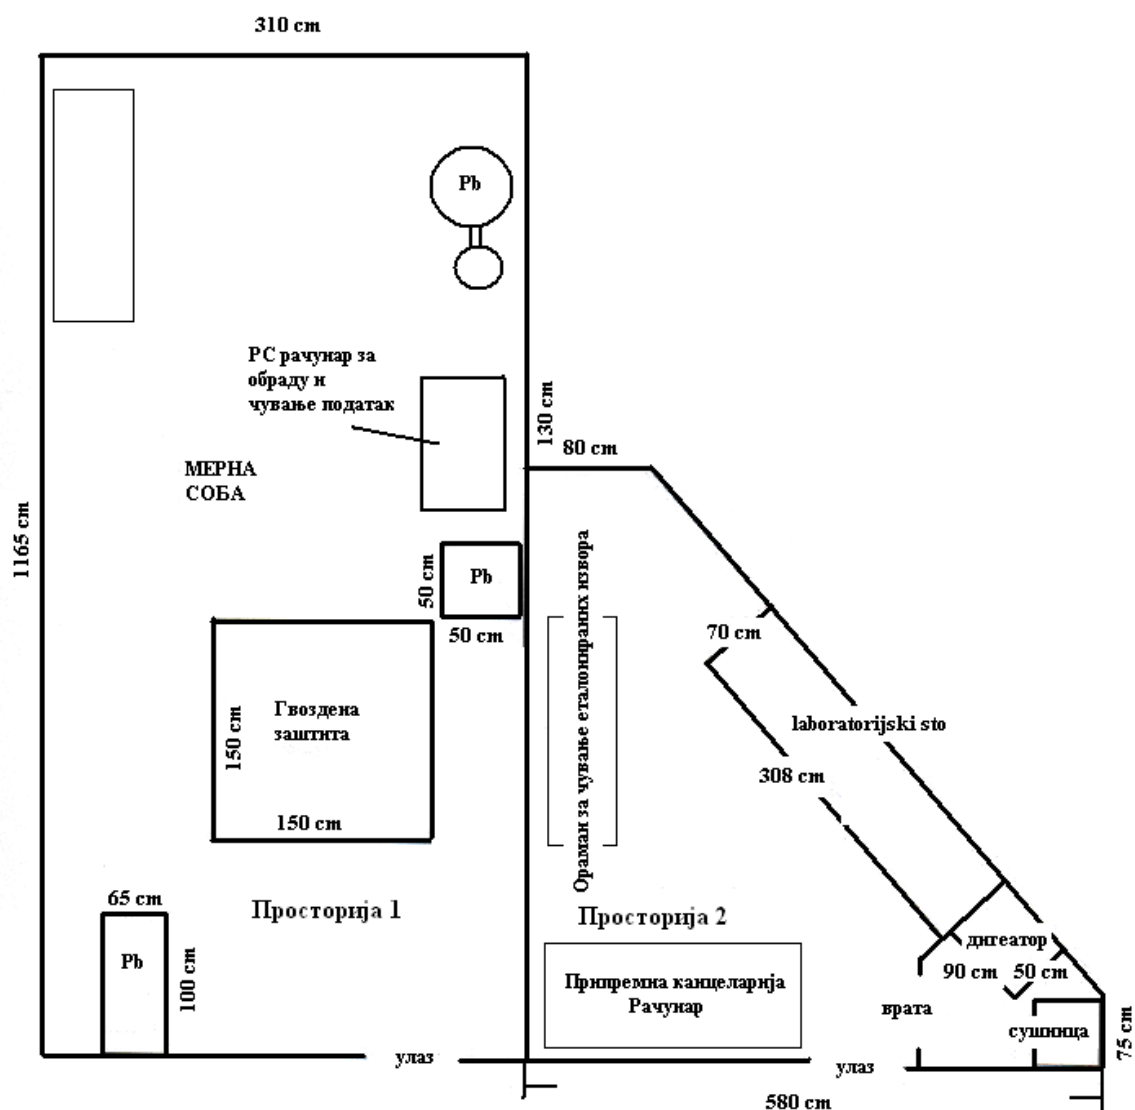 310 cm
Pb
PC рачунар за
обраду и
чување податак
130 cm
80 cm
МЕРНА
СОБА
1165 cm
50 cm
Pb
50 cm
Ораман за чување еталонираних извора
70 cm
Гвоздена
заштита
150 cm
150 cm
laboratorijski sto
308 cm
65 cm
Просторија 1
Просторија 2
Pb
100 cm
дигеатор
90 cm
50 cm
Припремна канцеларија
Рачунар
врата
сушница
75 cm
улаз
улаз
580 cm